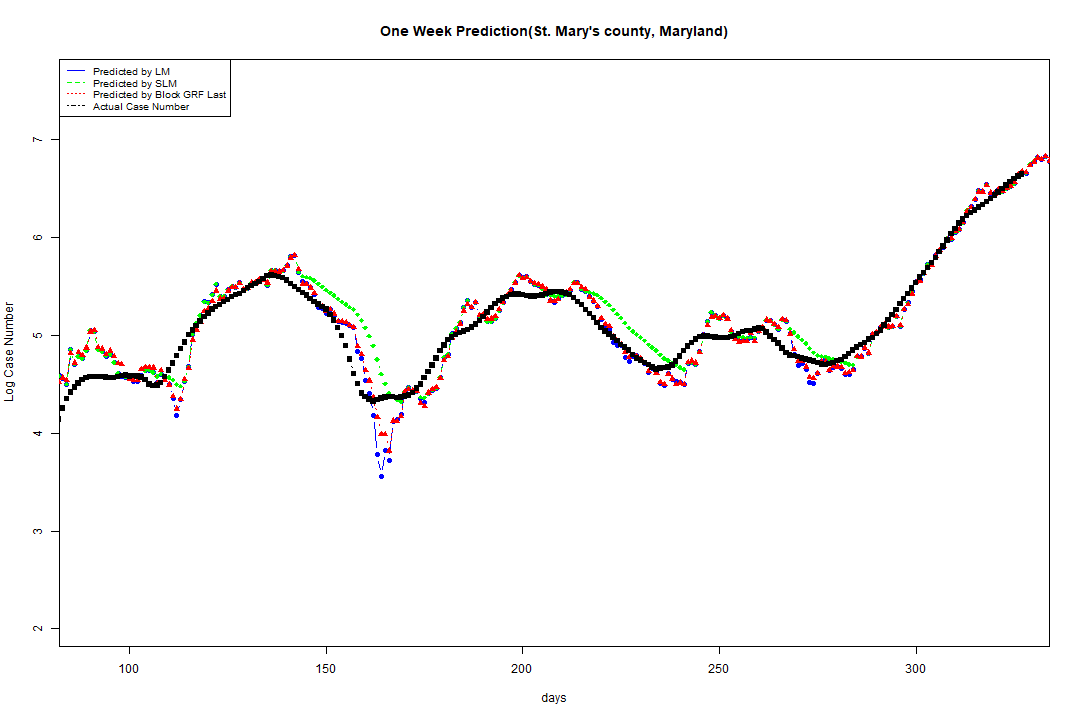 One Week Prediction(St. Mary's county, Maryland)
Predicted by LM
Predicted by SLM
Predicted by Block GRF Last
Actual Case Number
Log Case Number
7
6
5
4
3
2
100 150 200 250 300
days